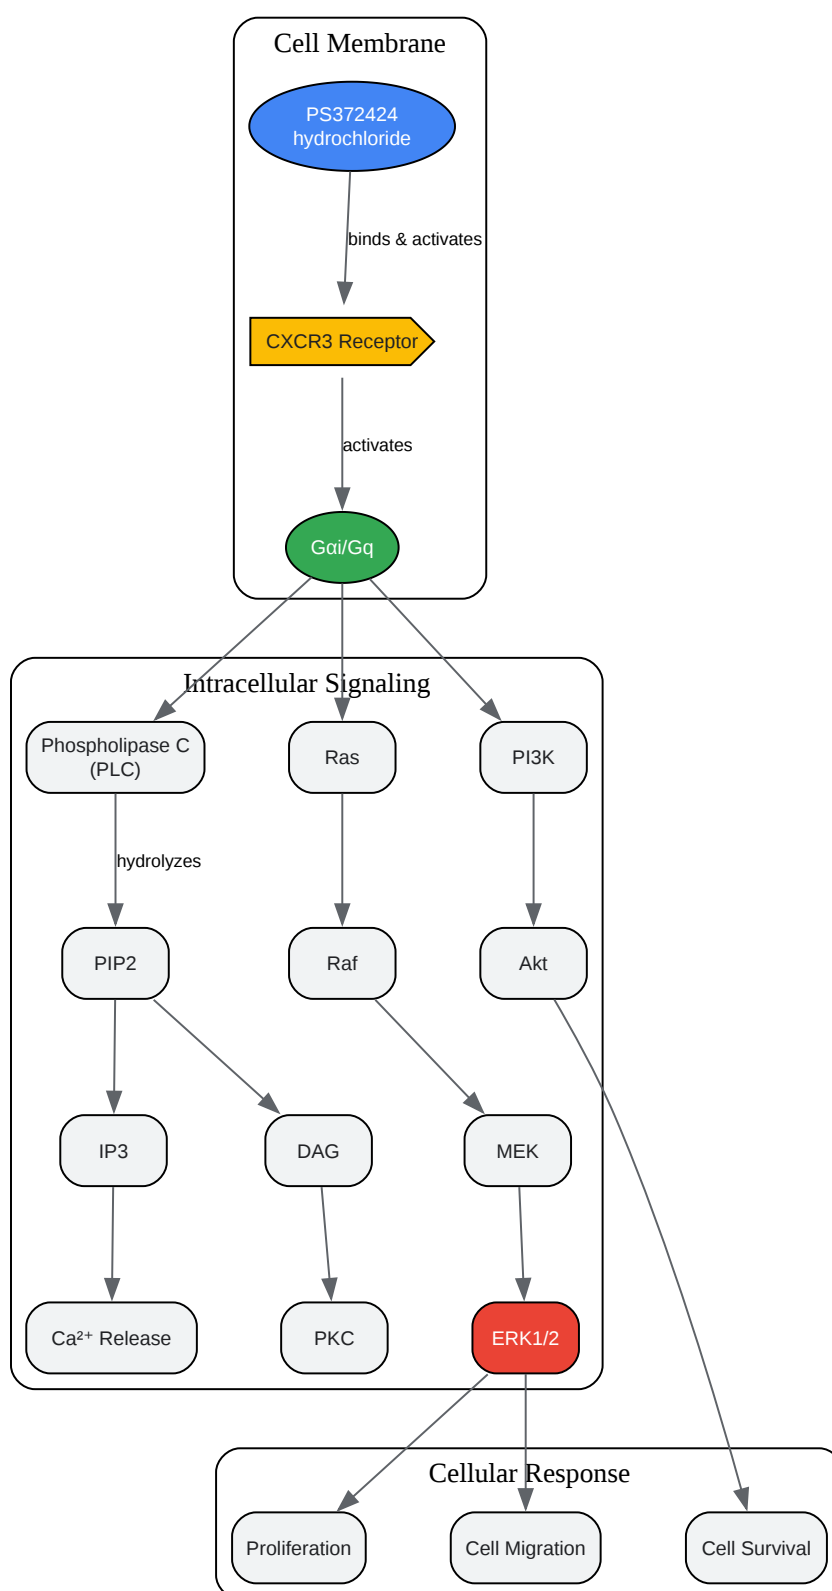 Cell Membrane
PS372424
hydrochloride
binds & activates
CXCR3 Receptor
activates
Gαi/Gq
Intracellular Signaling
Phospholipase C
(PLC)
Ras
PI3K
hydrolyzes
PIP2
Raf
Akt
IP3
DAG
MEK
Ca²⁺ Release
PKC
ERK1/2
Cellular Response
Proliferation
Cell Migration
Cell Survival